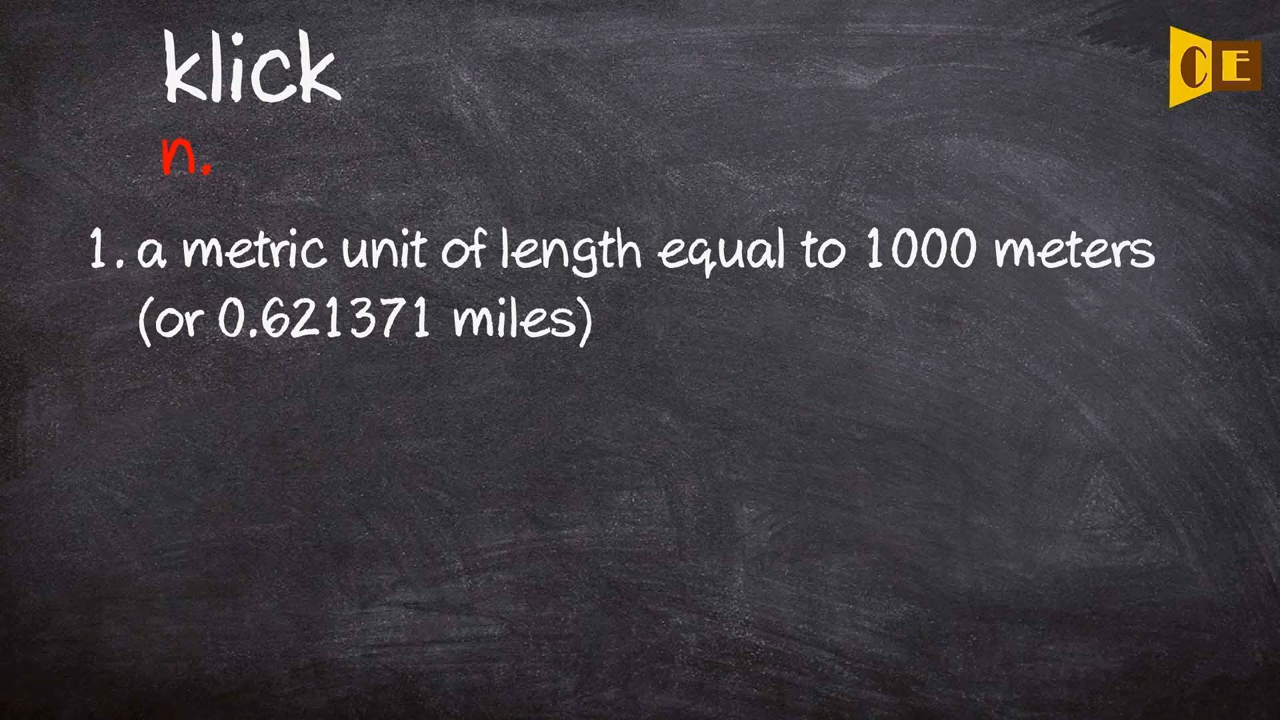 klick
CE
n.
1. a metric unit of length equal to 1000 meters
(or 0.621371 miles)